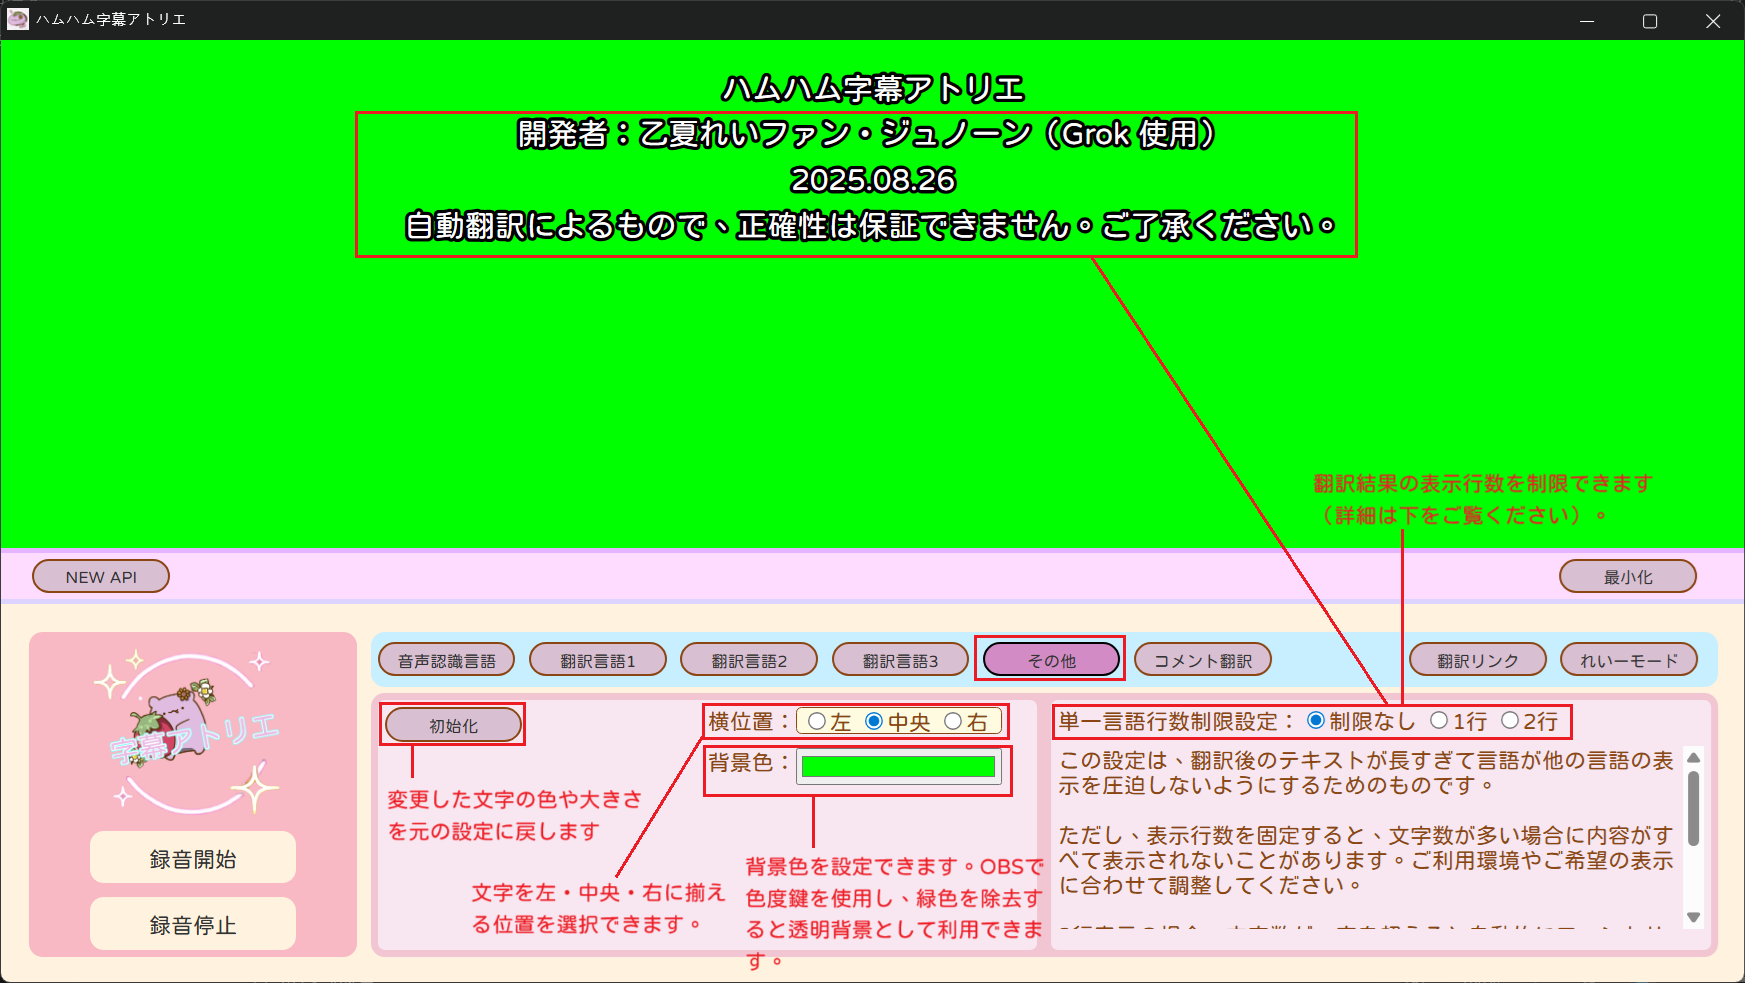 ハムハム字幕アトリエ
ハムハム字幕アトリエ
開発者：乙夏れいファン・ジュノーン（Grok 使用）
2025.08.26
自動翻訳によるもので、正確性は保証できません。ご了承ください。
翻訳結果の表示行数を制限できます
（詳細は下をご覧ください）。
NEW API
最小化
字幕アトリエ
録音開始
録音停止
音声認識言語
翻訳言語1
翻訳言語2
翻訳言語3
その他
コメント翻訳
翻訳リンク
れいーモード
初始化
変更した文字の色や大きさ
を元の設定に戻します
横位置： 左 中央 右
背景色：
文字を左・中央・右に揃え
る位置を選択できます。
背景色を設定できます。OBSで
色度鍵を使用し、緑色を除去す
ると透明背景として利用できま
す。
単一言語行数制限設定： 制限なし 1行 2行
この設定は、翻訳後のテキストが長すぎて言語が他の言語の表
示を圧迫しないようにするためのものです。
ただし、表示行数を固定すると、文字数が多い場合に内容がす
べて表示されないことがあります。ご利用環境やご希望の表示
に合わせて調整してください。